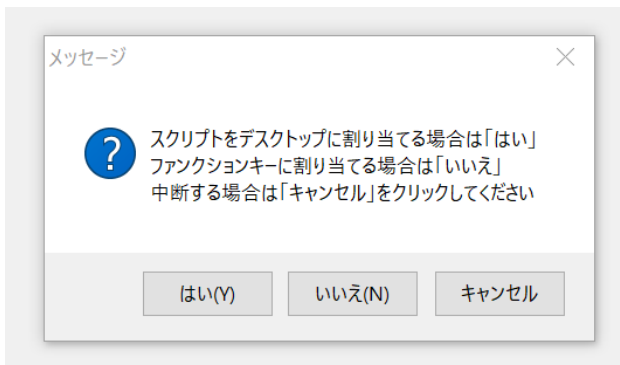 メッセージ
スクリプトをデスクトップに割り当てる場合は「はい」
ファンクションキーに割り当てる場合は「いいえ」
中断する場合は「キャンセル」をクリックしてください
はい(Y)
いいえ(N)
キャンセル